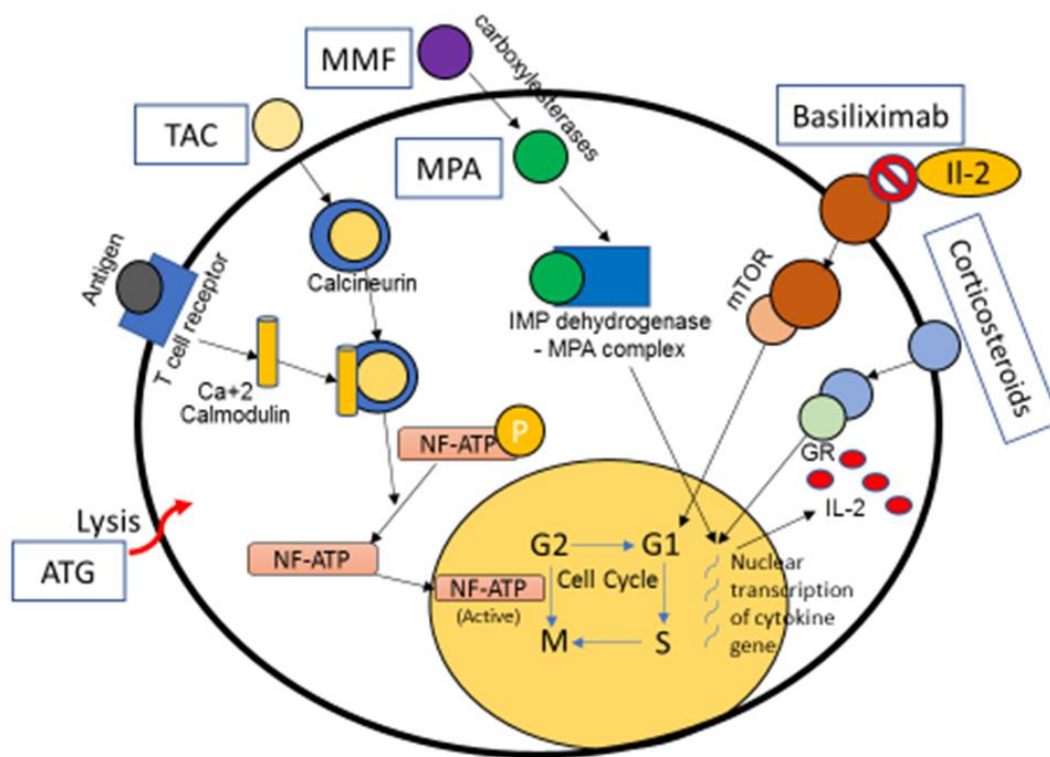 MMF
carboxylesterases
TAC
MPA
Basiliximab
Il-2
Antigen
T cell receptor
Calcineurin
Ca+2
Calmodulin
IMP dehydrogenase
- MPA complex
mTOR
Corticosteroids
GR
IL-2
NF-ATP
P
Lysis
ATG
NF-ATP
NF-ATP
(Active)
G2
G1
Cell Cycle
M
S
Nuclear
transcription
of cytokine
gene